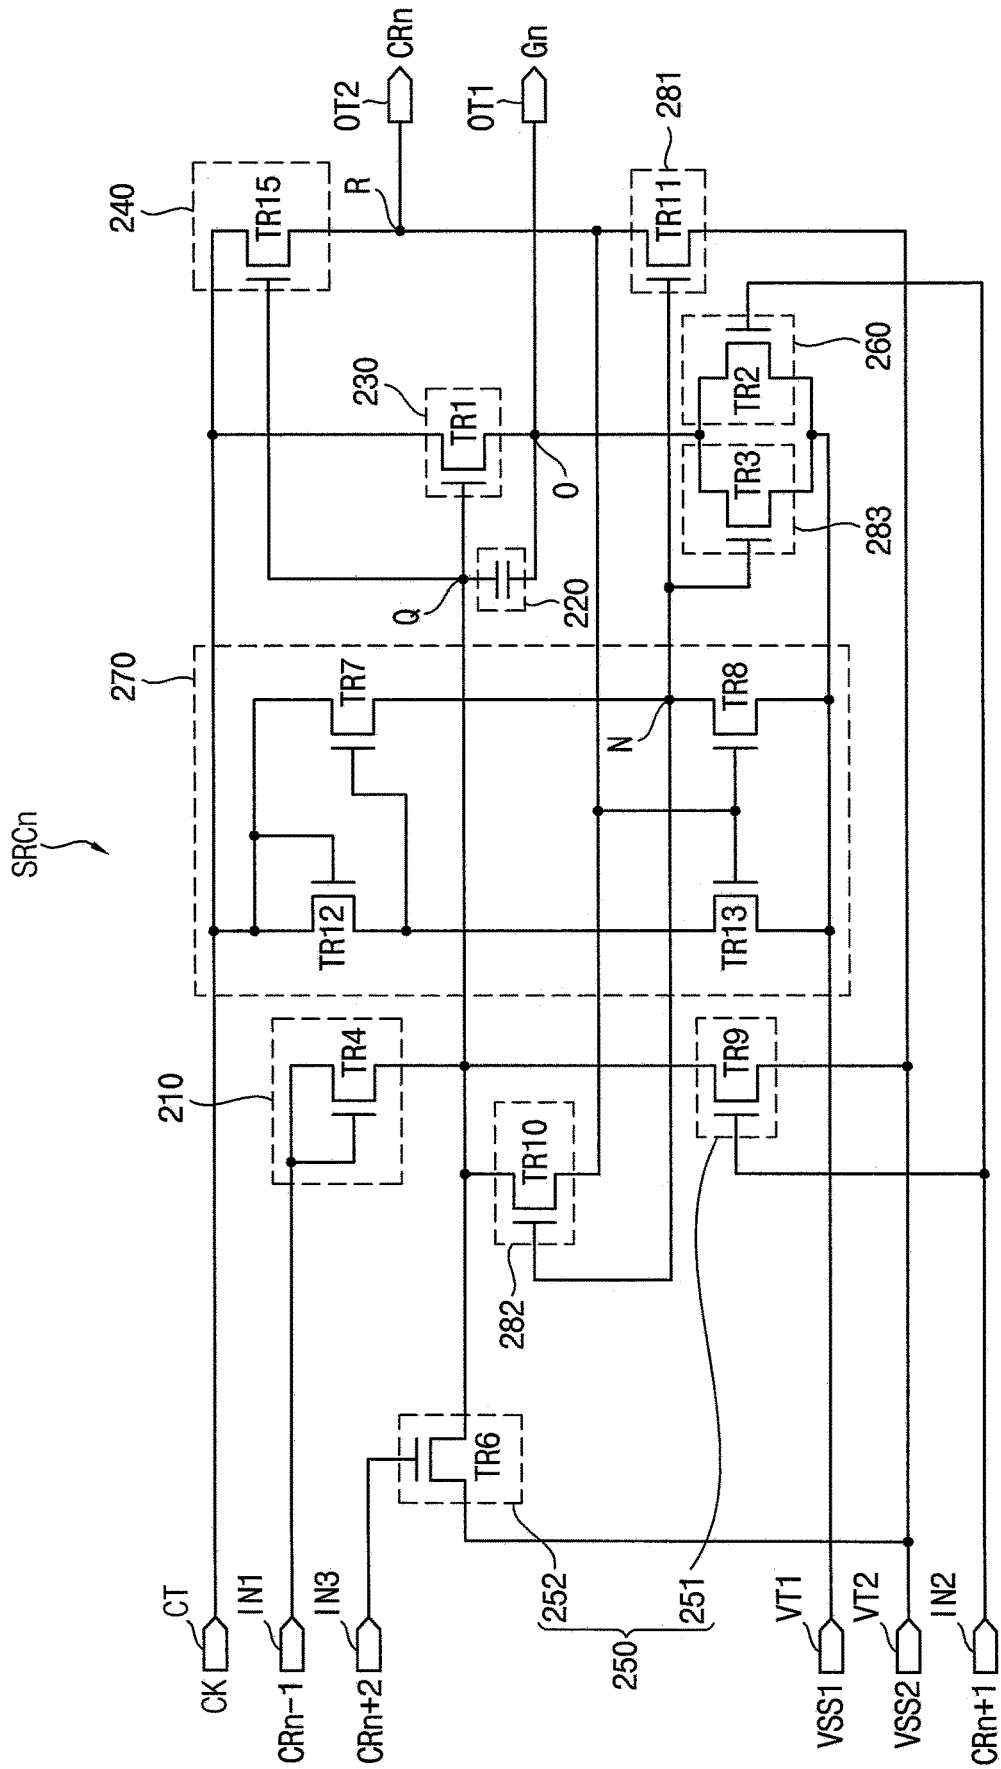 SRCn
CT
CK
IN1
CRn-1
IN3
CRn+2
VT1
VSS1
VT2
VSS2
IN2
CRn+1
250
252
251
TR6
282
TR10
210
TR4
TR9
270
TR12
TR7
TR13
TR8
N
Q
220
230
TR1
O
240
TR15
R
OT2
CRn
OT1
Gn
281
TR11
260
TR2
283
TR3